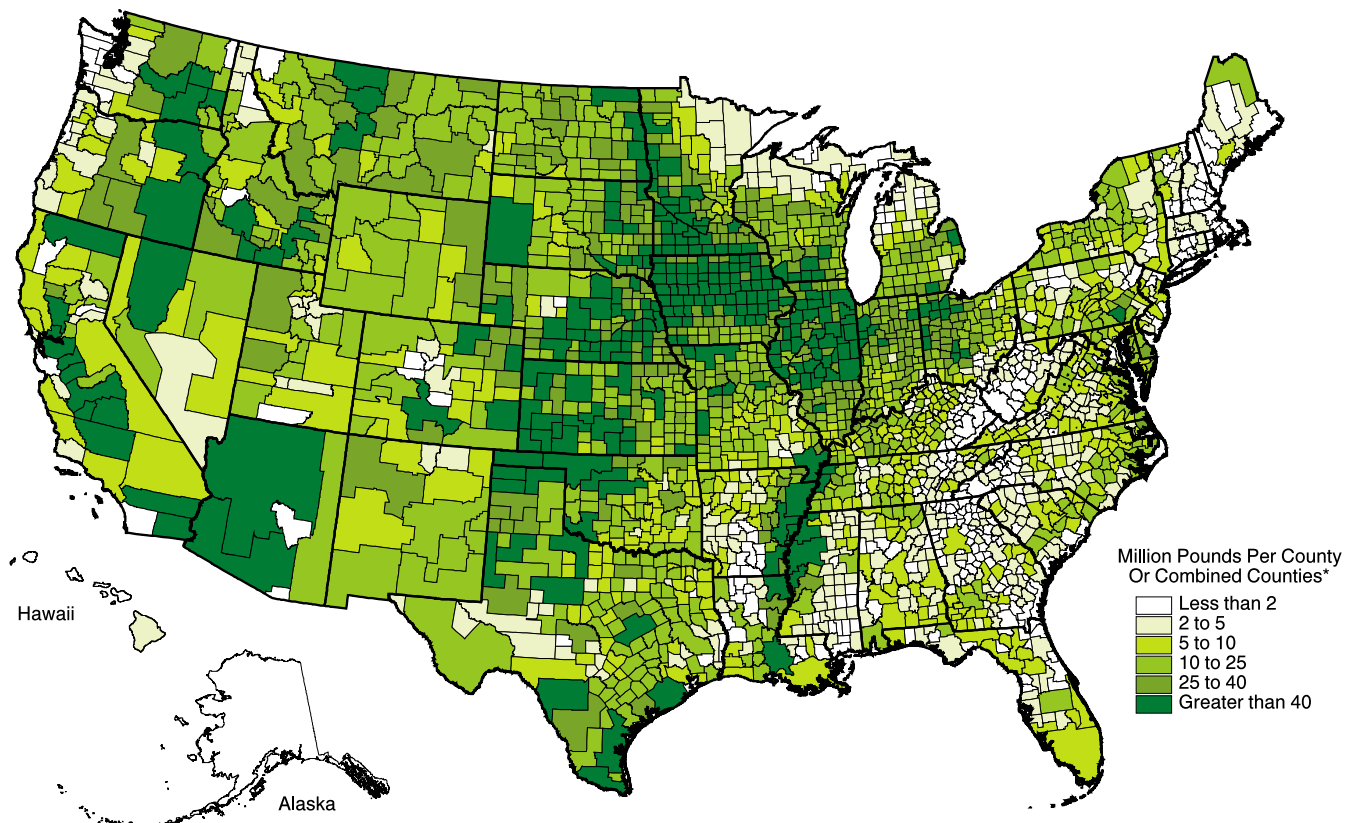 Million Pounds Per County
Or Combined Counties*
Less than 2
2 to 5
5 to 10
10 to 25
25 to 40
Greater than 40
Hawaii
Alaska